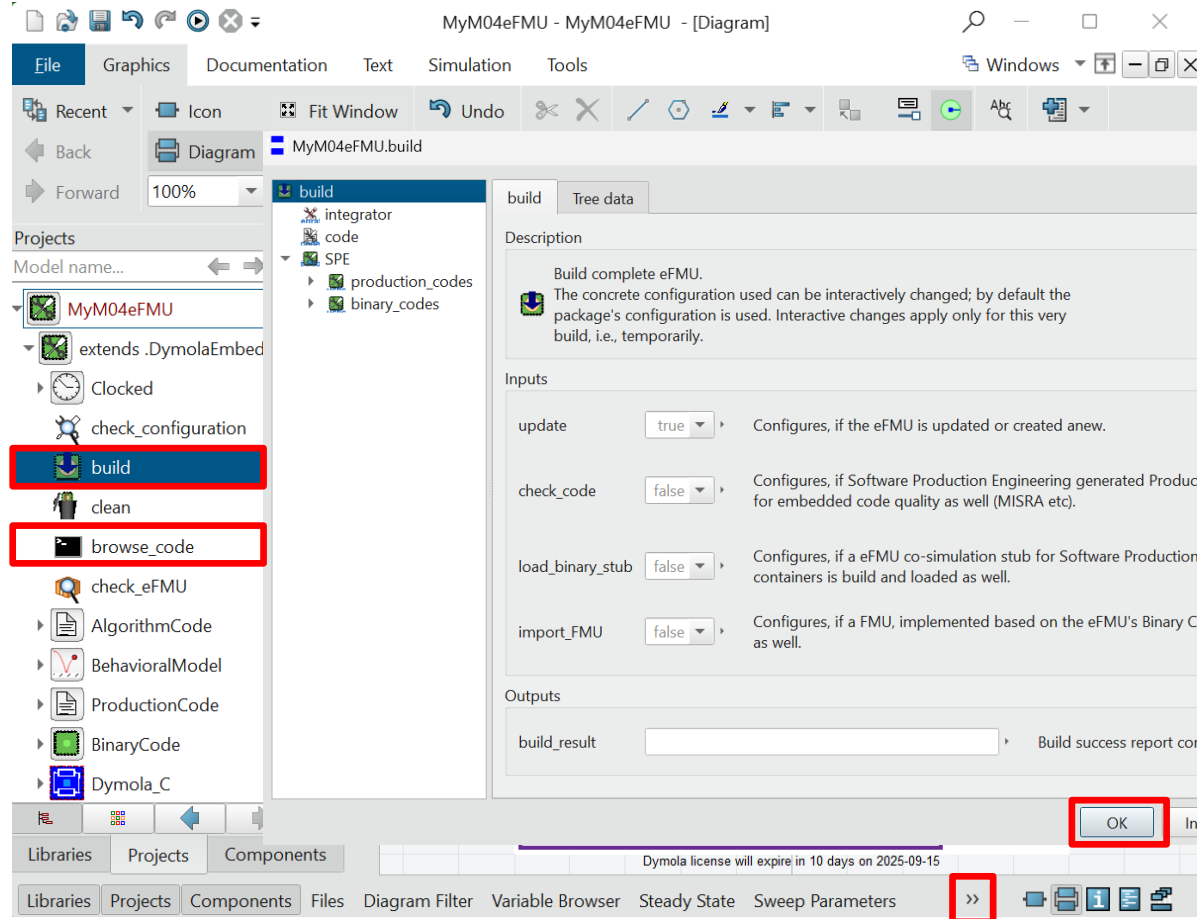 MyM04eFMU - MyM04eFMU - [Diagram]
File Graphics Documentation Text Simulation Tools Windows
Recent Icon Fit Window Undo Abc
Back Diagram MyM04eFMU.build
Forward 100%
build
integrator
code
SPE
production_codes
binary_codes
build Tree data
Description
Build complete eFMU.
The concrete configuration used can be interactively changed; by default the
package's configuration is used. Interactive changes apply only for this very
build, i.e., temporarily.
Inputs
update true Configures, if the eFMU is updated or created anew.
check_code false Configures, if Software Production Engineering generated Produc
for embedded code quality as well (MISRA etc).
load_binary_stub false Configures, if a eFMU co-simulation stub for Software Production
containers is build and loaded as well.
import_FMU false Configures, if a FMU, implemented based on the eFMU's Binary C
as well.
Outputs
build_result Build success report cor
OK In
Projects
Model name...
MyM04eFMU
extends .DymolaEmbed
Clocked
check_configuration
build
clean
browse_code
check_eFMU
AlgorithmCode
BehavioralModel
ProductionCode
BinaryCode
Dymola_C
Libraries Projects Components
Dymola license will expire in 10 days on 2025-09-15
Libraries Projects Components Files Diagram Filter Variable Browser Steady State Sweep Parameters »